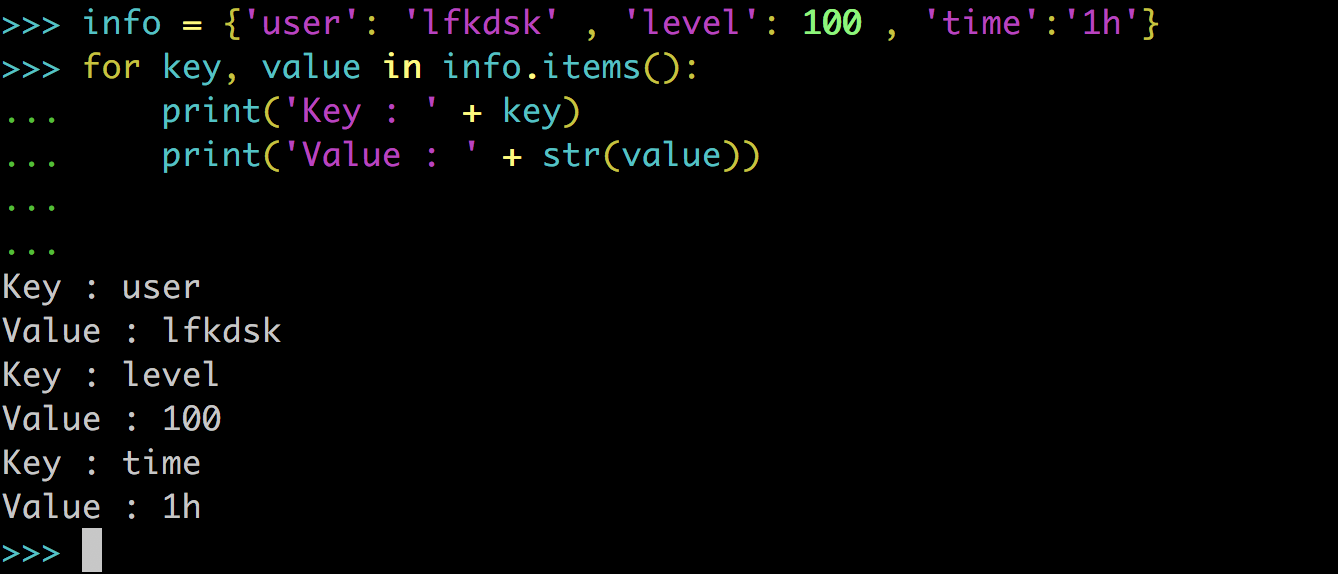 >>> info = {'user': 'lfkdsk' , 'level': 100 , 'time':'1h'}
>>> for key, value in info.items():
...     print('Key : ' + key)
...     print('Value : ' + str(value))
...
...
Key : user
Value : lfkdsk
Key : level
Value : 100
Key : time
Value : 1h
>>>